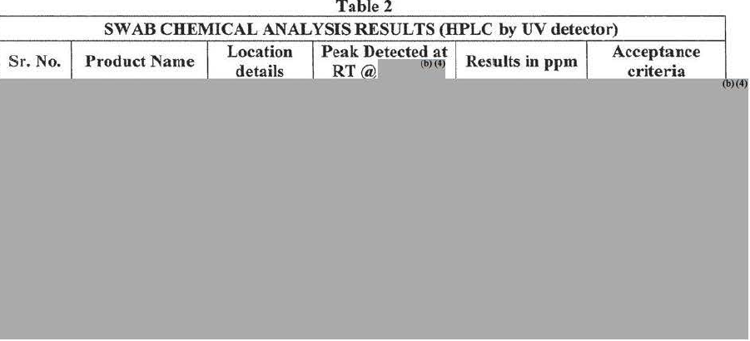 Table 2
SWAB CHEMICAL ANALYSIS RESULTS (HPLC by UV detector)
Sr. No. Product Name Location details Peak Detected at RT @ (b)(4) Results in ppm Acceptance criteria
(b)(4)